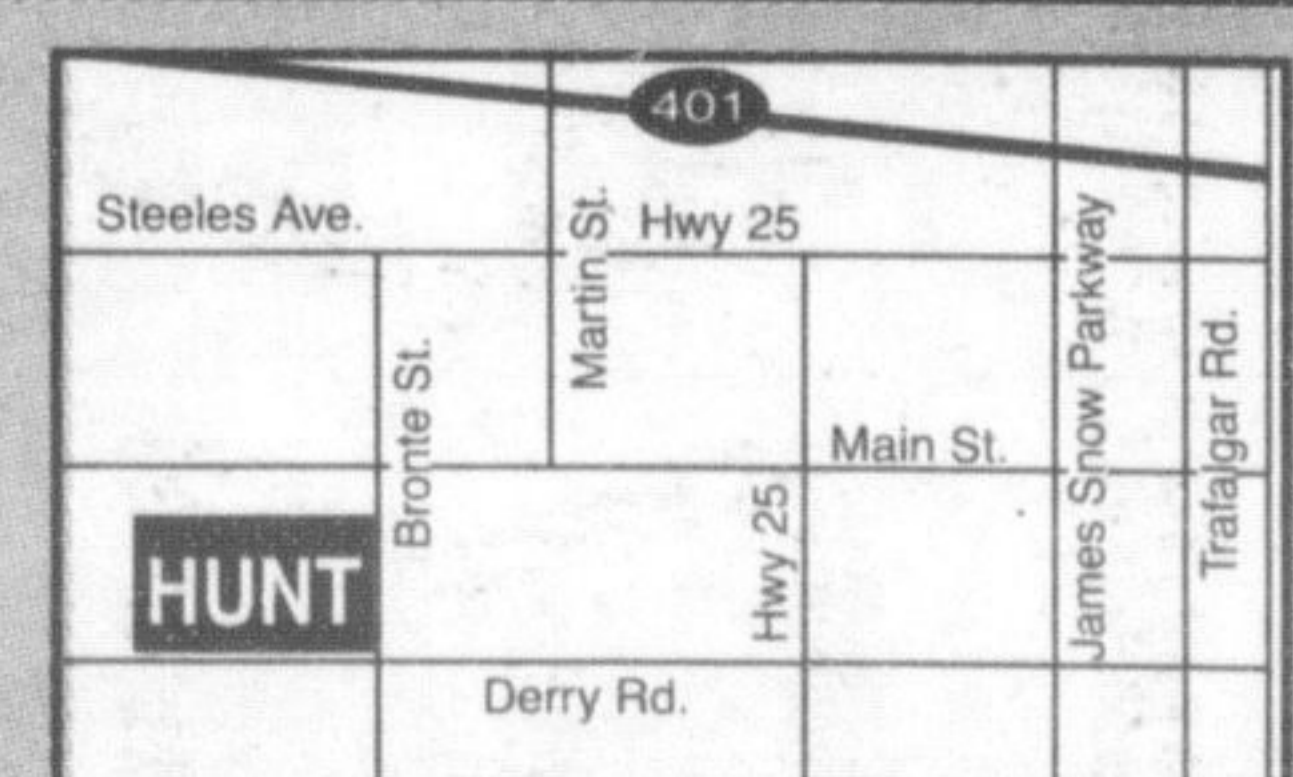 401
Steeles Ave.
Martin St.
Hwy 25
Bronte St.
James Snow Parkway
Trafalgar Rd.
Main St.
Hwy 25
HUNT
Derry Rd.